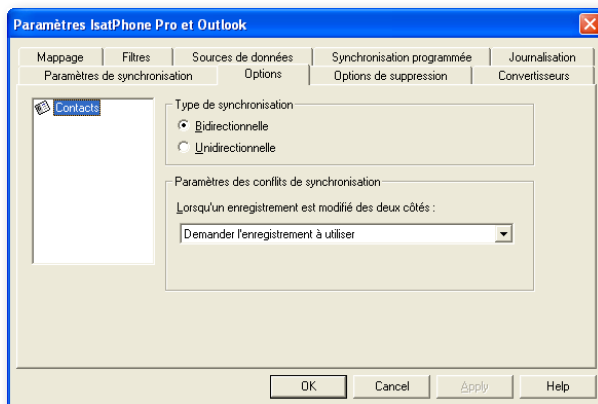 Paramètres IsatPhone Pro et Outlook
Mappage Filtres Sources de données Synchronisation programmée Journalisation
Paramètres de synchronisation Options Options de suppression Convertisseurs
Contacts
Type de synchronisation
Bidirectionnelle
Unidirectionnelle
Paramètres des conflits de synchronisation
Lorsqu'un enregistrement est modifié des deux côtés :
Demander l'enregistrement à utiliser
OK Cancel Apply Help